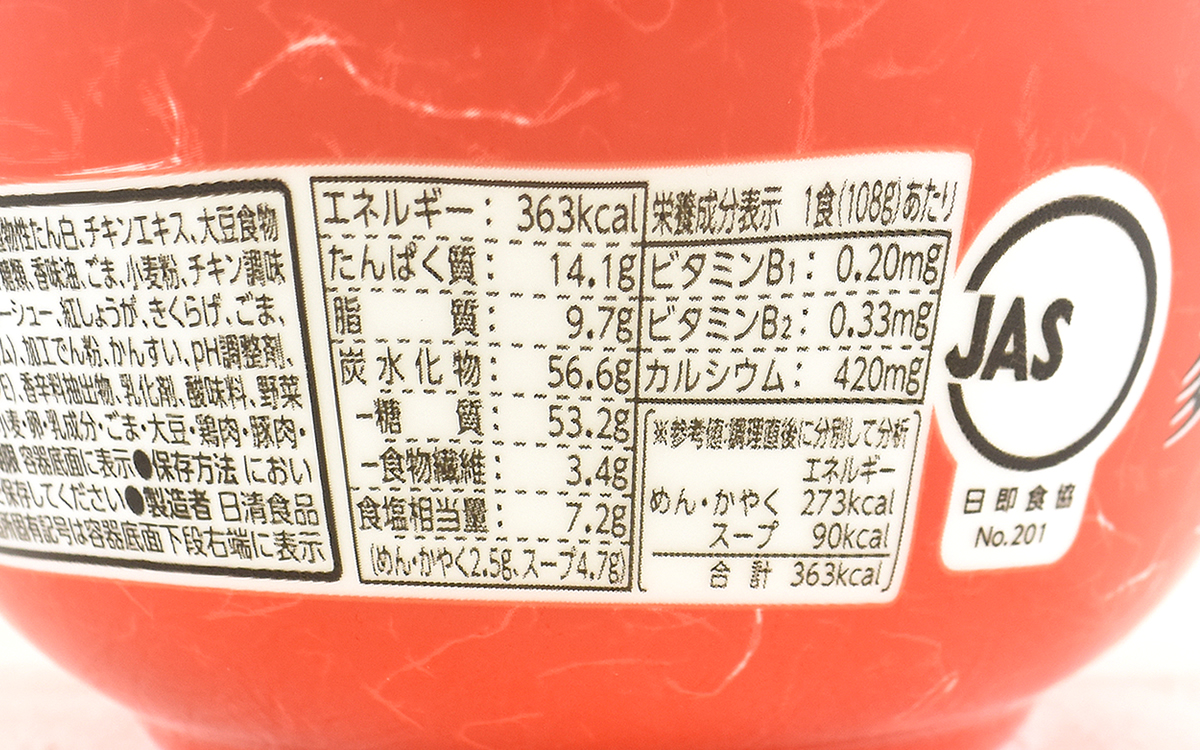 物性たん白、チキンエキス、大豆食物
糖類、香味油、ごま、小麦粉、チキン調味
ーシュー、紅しょうが、きくらげ、ごま、
ム)、加工でん粉、かんすい、pH調整剤、
E)、香辛料抽出物、乳化剤、酸味料、野菜
小麦・卵・乳成分・ごま・大豆・鶏肉・豚肉・
容器底面に表示●保存方法 におい
保存してください●製造者 日清食品
所固有記号は容器底面下段右端に表示
エネルギー： 363kcal
たんぱく質： 14.1g
脂質： 9.7g
炭水化物： 56.6g
-糖質： 53.2g
-食物繊維： 3.4g
食塩相当量： 7.2g
(めん・かやく2.5g、スープ4.7g)
栄養成分表示 1食(108g)あたり
ビタミンB1： 0.20mg
ビタミンB2： 0.33mg
カルシウム： 420mg
※参考値:調理直後に分別して分析
エネルギー
めん・かやく 273kcal
スープ 90kcal
合計 363kcal
JAS
日即食協
No.201